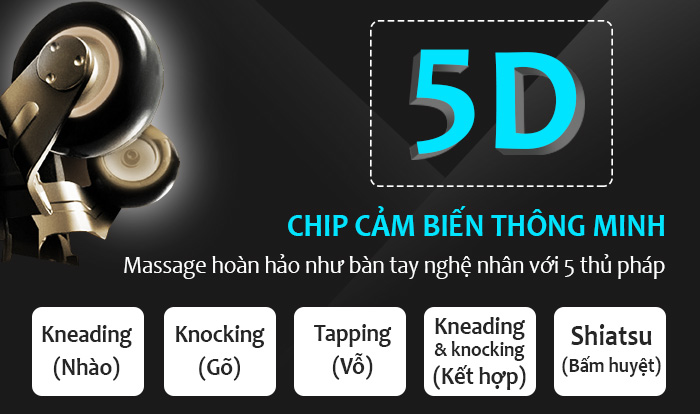 5D
CHIP CẢM BIẾN THÔNG MINH
Massage hoàn hảo như bàn tay nghệ nhân với 5 thủ pháp
Kneading
(Nhào)
Knocking
(Gõ)
Tapping
(Vỗ)
Kneading
& knocking
(Kết hợp)
Shiatsu
(Bấm huyệt)